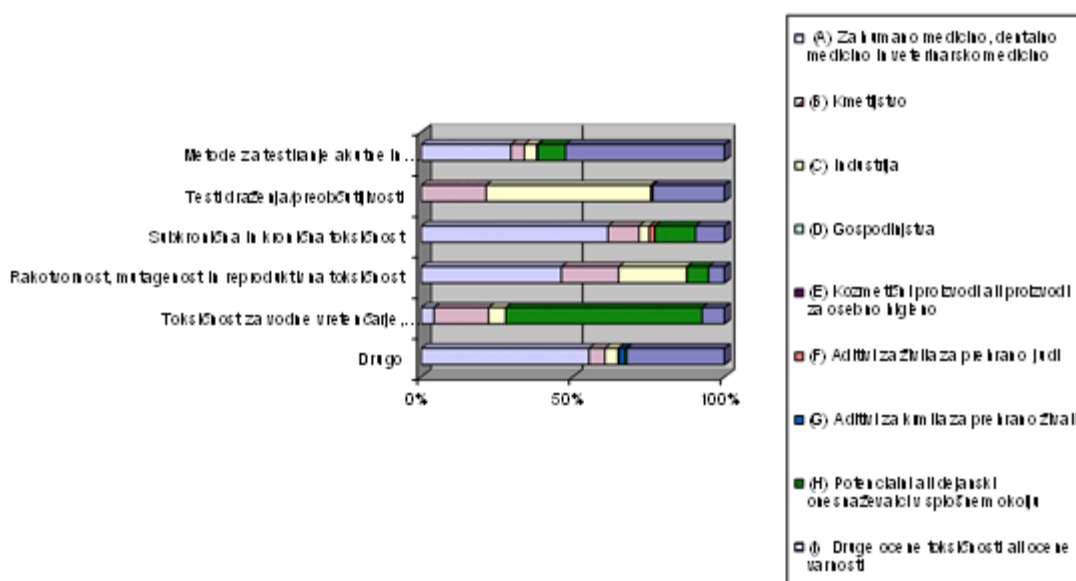 Metode za testiranje akutne in ...
Testi draženja/preobčutljivosti
Subkronična in kronična toksičnost
Rakotvornost, mutagenost in reproduktivna toksičnost
Toksičnost za vodne vretenčarje, ...
Drugo
0%
50%
100%
(A) Za humano medicino, dentalno
medicino in veterinarsko medicino
(B) Kmetijstvo
(C) Industrija
(D) Gospodinjstva
(E) Kozmetični proizvodi ali proizvodi
za osebno higieno
(F) Aditivi za živila za prehrano ljudi
(G) Aditivi za krmila za prehrano živali
(H) Potencialni ali dejanski
onesnaževalci v splošnem okolju
(I) Druge ocene toksičnosti ali ocene
varnosti